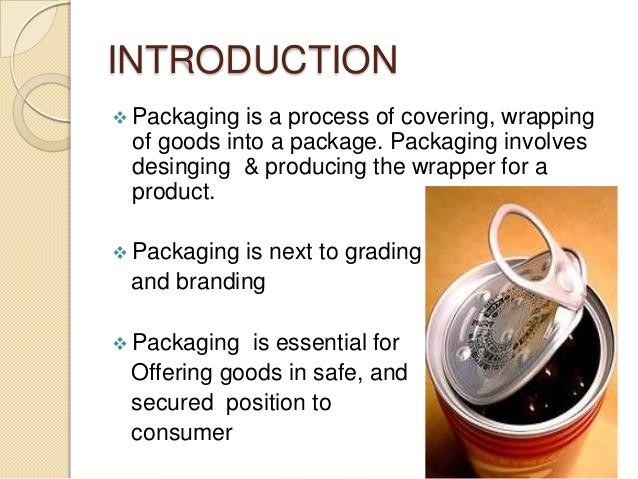 INTRODUCTION
❖ Packaging is a process of covering, wrapping
of goods into a package. Packaging involves
desinging & producing the wrapper for a
product.
❖ Packaging is next to grading
and branding
❖ Packaging is essential for
Offering goods in safe, and
secured position to
consumer